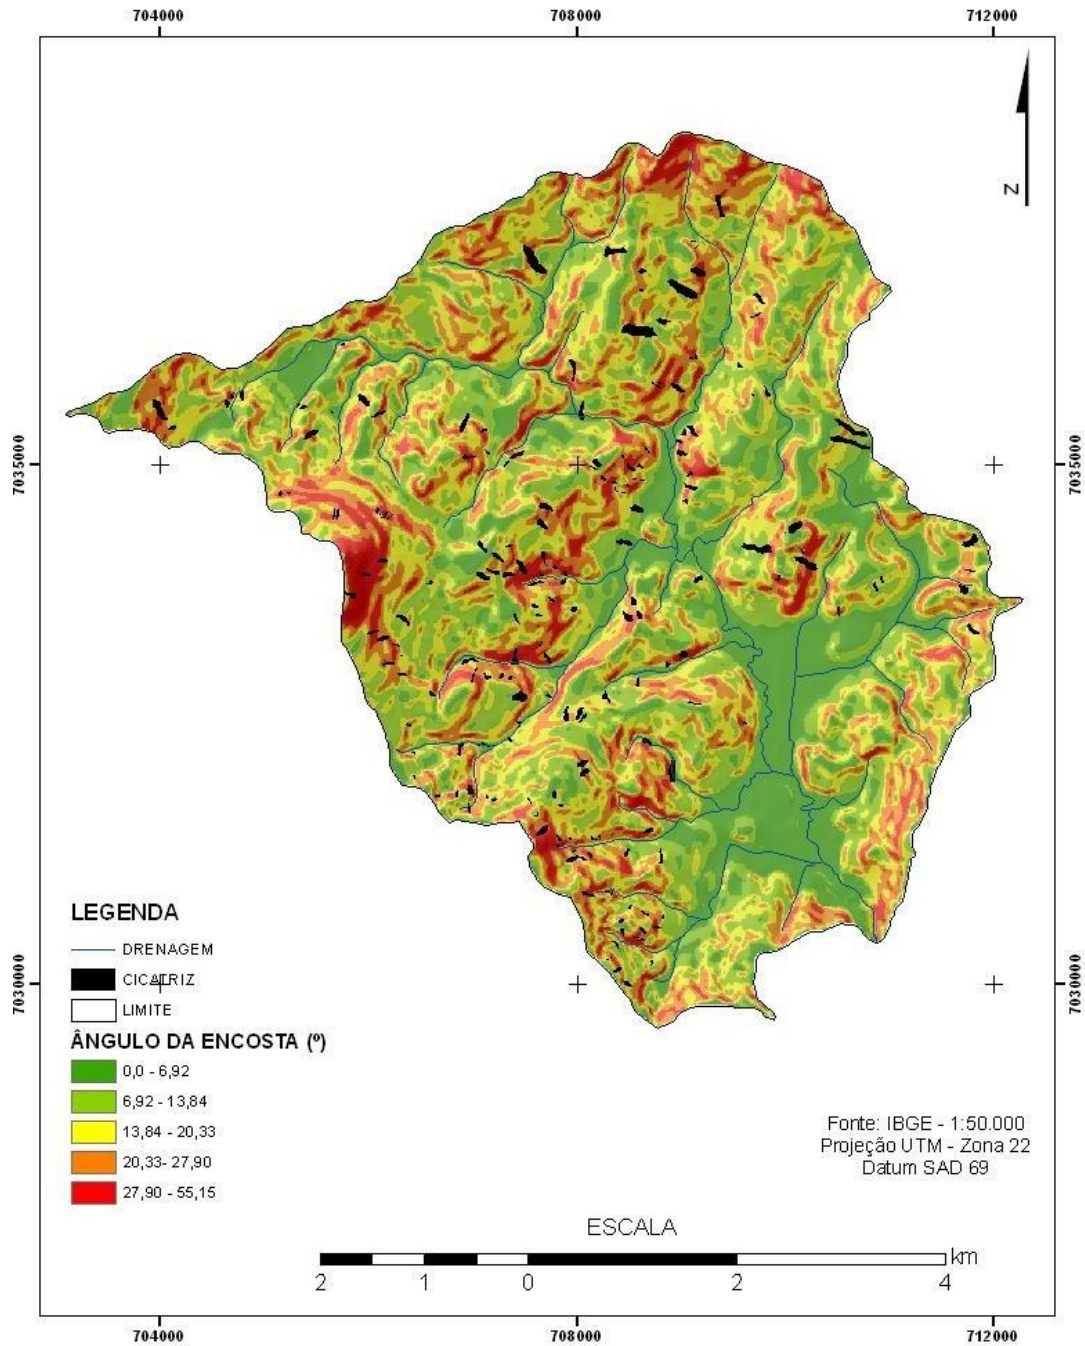 704000 708000 712000
N
7035000 7035000
LEGENDA
DRENAGEM
CICATRIZ
LIMITE
7030000 7030000
ÂNGULO DA ENCOSTA (º)
0,0 - 6,92
6,92 - 13,84
13,84 - 20,33
20,33- 27,90
27,90 - 55,15
Fonte: IBGE - 1:50.000
Projeção UTM - Zona 22
Datum SAD 69
ESCALA
km
2 1 0 2 4
704000 708000 712000